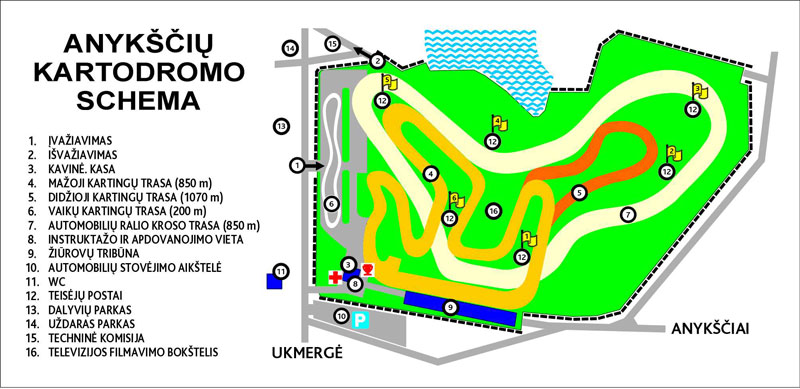 ANYKŠČIŲ
KARTODROMO
SCHEMA
1. ĮVAŽIAVIMAS
2. IŠVAŽIAVIMAS
3. KAVINĖ. KASA
4. MAŽOJI KARTINGŲ TRASA (850 m)
5. DIDŽIOJI KARTINGŲ TRASA (1070 m)
6. VAIKŲ KARTINGŲ TRASA (200 m)
7. AUTOMOBILIŲ RALIO KROSO TRASA (850 m)
8. INSTRUKTAŽO IR APDOVANOJIMO VIETA
9. ŽIŪROVŲ TRIBŪNA
10. AUTOMOBILIŲ STOVĖJIMO AIKŠTELĖ
11. WC
12. TEISĖJŲ POSTAI
13. DALYVIŲ PARKAS
14. UŽDARAS PARKAS
15. TECHNINĖ KOMISIJA
16. TELEVIZIJOS FILMAVIMO BOKŠTELIS
14
15
2
5
12
3
12
4
12
13
2
12
1
4
5
6
6
12
16
7
1
12
11
3
8
9
10
P
UKMERGĖ
ANYKŠČIAI